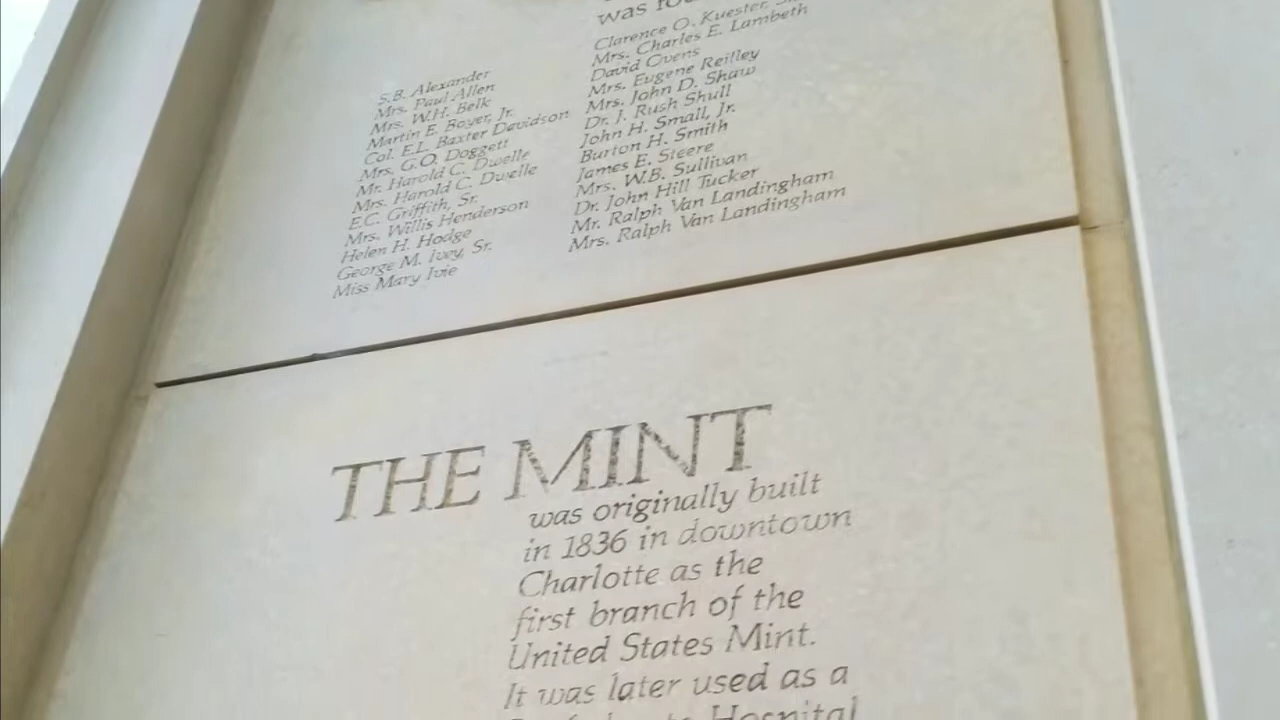 was
Clarence O. Kuester,
Mrs. Charles E. Lambeth
David Ovens
Mrs. Eugene Reilley
Mrs. John D. Shaw
Dr. J. Rush Shull
John H. Small, Jr.
Burton H. Smith
James E. Steere
Mrs. W.B. Sullivan
Dr. John Hill Tucker
Mr. Ralph Van Landingham
Mrs. Ralph Van Landingham
S.B. Alexander
Mrs. Paul Allen
Mrs. W.H. Belk
Martin E. Boyer, Jr.
Col. E.L. Baxter Davidson
Mrs. G.O. Doggett
Mr. Harold C. Dwelle
Mrs. Harold C. Dwelle
E.C. Griffith, Sr.
Mrs. Willis Henderson
Helen H. Hodge
George M. Ivey, Sr.
Miss Mary Ivie
THE MINT
was originally built
in 1836 in downtown
Charlotte as the
first branch of the
United States Mint.
It was later used as a
Hospital